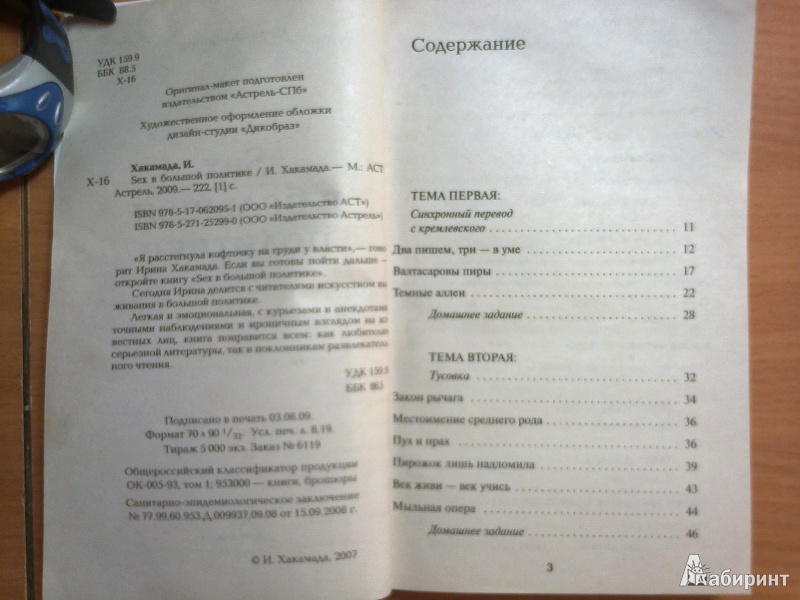 УДК 159.9
ББК 88.5
Х-16
Оригинал-макет подготовлен
издательством «Астрель-СПб»
Художественное оформление обложки
дизайн-студии «Дикобраз»
Хакамада, И.
Х-16 Sex в большой политике / И. Хакамада.— М.: АСТ
Астрель, 2009.— 222, [1] с.
ISBN 978-5-17-062095-1 (ООО «Издательство АСТ»)
ISBN 978-5-271-25299-0 (ООО «Издательство Астрель»
«Я расстегнула кофточку на груди у власти»,— гово
рит Ирина Хакамада. Если вы готовы пойти дальше –
откройте книгу «Sex в большой политике».
Сегодня Ирина делится с читателями искусством вы
живания в большой политике.
Легкая и эмоциональная, с курьезами и анекдотами
точными наблюдениями и ироничным взглядом на из
вестных лиц, книга понравится всем: как любителям
серьезной литературы, так и поклонникам развлекатель
ного чтения.
УДК 159.9
ББК 88.5
Подписано в печать 03.06.09.
Формат 70 х 90 1/32. Усл. печ. л. 8,19.
Тираж 5 000 экз. Заказ № 6119
Общероссийский классификатор продукции
ОК-005-93, том 1; 953000 — книги, брошюры
Санитарно-эпидемиологическое заключение
№ 77.99.60.953.Д.009937.09.08 от 15.09.2008 г.
© И. Хакамада, 2007
Содержание
ТЕМА ПЕРВАЯ:
Синхронный перевод
с кремлевского 11
Два пишем, три — в уме 12
Валтасаровы пиры 17
Темные аллеи 22
Домашнее задание 28
ТЕМА ВТОРАЯ:
Тусовка 32
Закон рычага 34
Местоимение среднего рода 36
Пух и прах 36
Пирожок лишь надломила 39
Век живи — век учись 43
Мыльная опера 44
Домашнее задание 46
3
Лабиринт